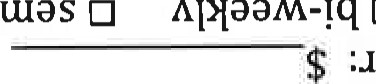 r: $
bi-weekly ☐ sem